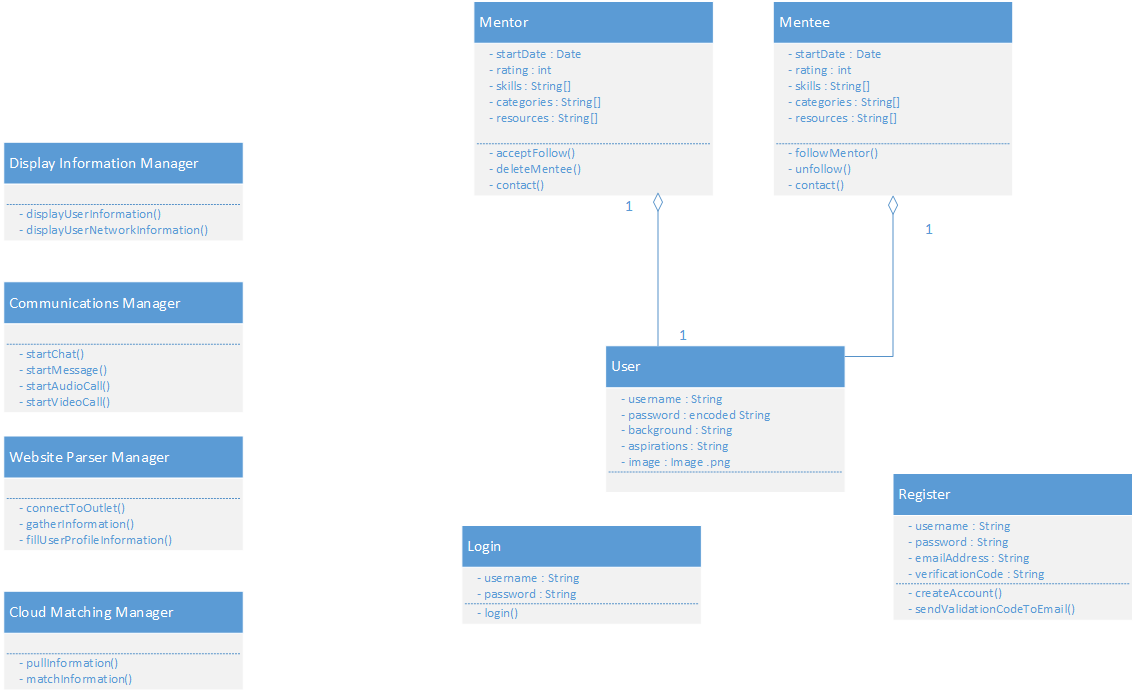 Mentor
- startDate : Date
- rating : int
- skills : String[]
- categories : String[]
- resources : String[]
- acceptFollow()
- deleteMentee()
- contact()
Mentee
- startDate : Date
- rating : int
- skills : String[]
- categories : String[]
- resources : String[]
- followMentor()
- unfollow()
- contact()
Display Information Manager
- displayUserInformation()
- displayUserNetworkInformation()
1
1
Communications Manager
- startChat()
- startMessage()
- startAudioCall()
- startVideoCall()
1
User
- username : String
- password : encoded String
- background : String
- aspirations : String
- image : Image .png
Website Parser Manager
- connectToOutlet()
- gatherInformation()
- fillUserProfileInformation()
Register
- username : String
- password : String
- emailAddress : String
- verificationCode : String
- createAccount()
- sendValidationCodeToEmail()
Login
- username : String
- password : String
- login()
Cloud Matching Manager
- pullInformation()
- matchInformation()